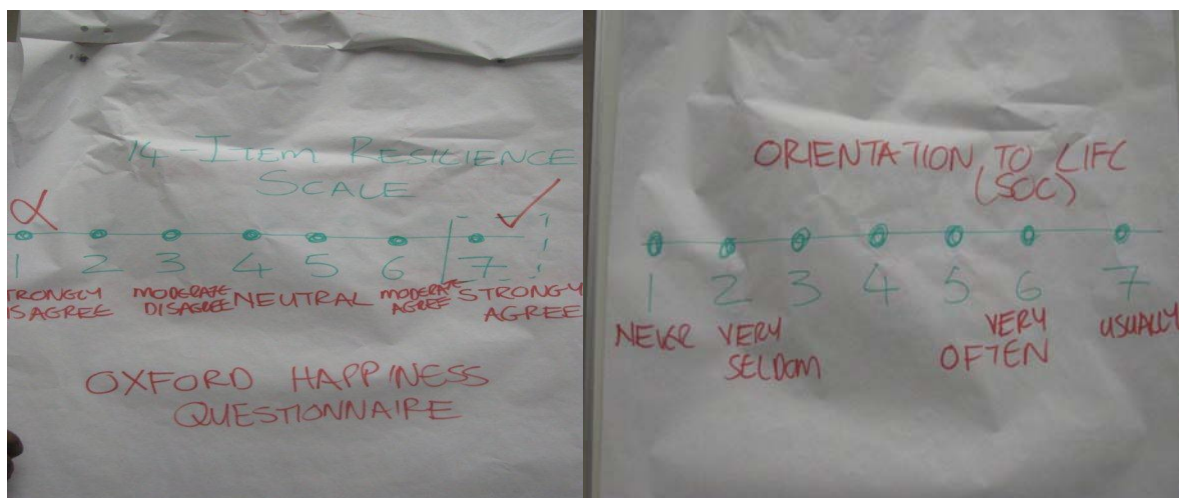 14-ITEM RESILIENCE
SCALE
1 2 3 4 5 6 7
TRONGLY MODERATE NEUTRAL MODERATE STRONGLY
ISAGREE DISAGREE AGREE AGREE
OXFORD HAPPINESS
QUESTIONNAIRE
ORIENTATION TO LIFE
(SOC)
1 2 3 4 5 6 7
NEVER VERY VERY USUALLY
SELDOM OFTEN